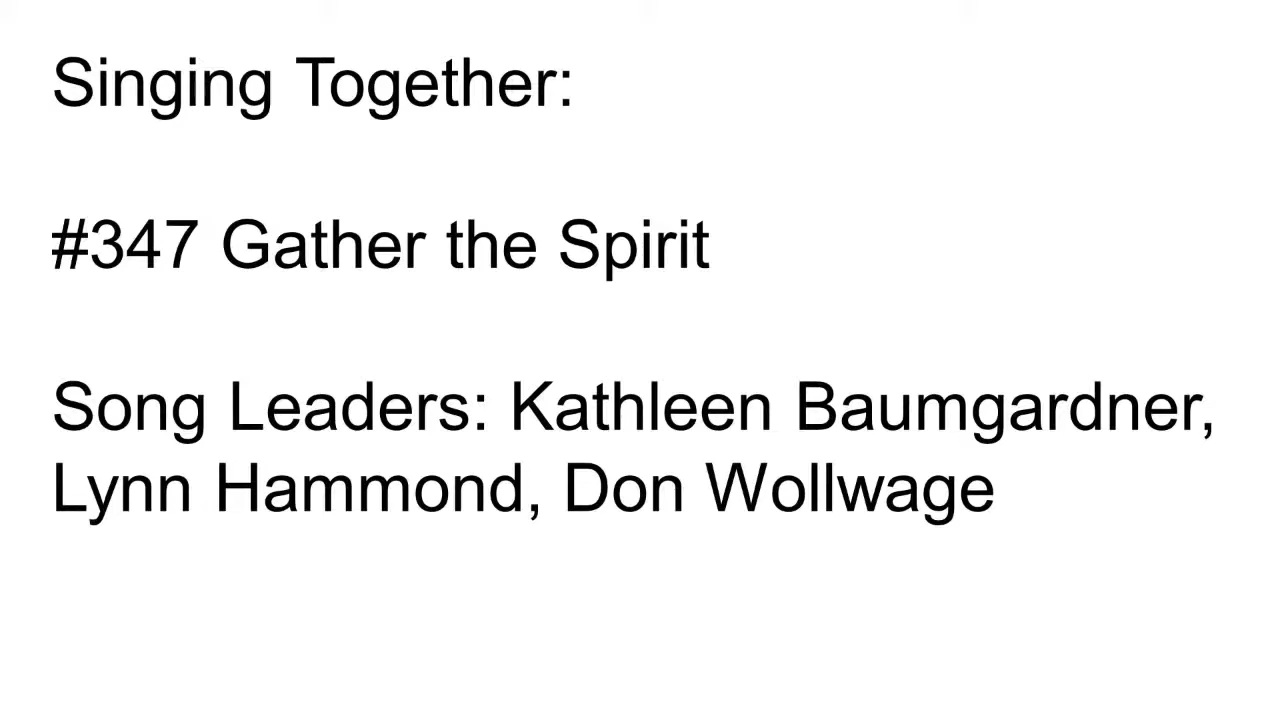 Singing Together:
#347 Gather the Spirit
Song Leaders: Kathleen Baumgardner,
Lynn Hammond, Don Wollwage